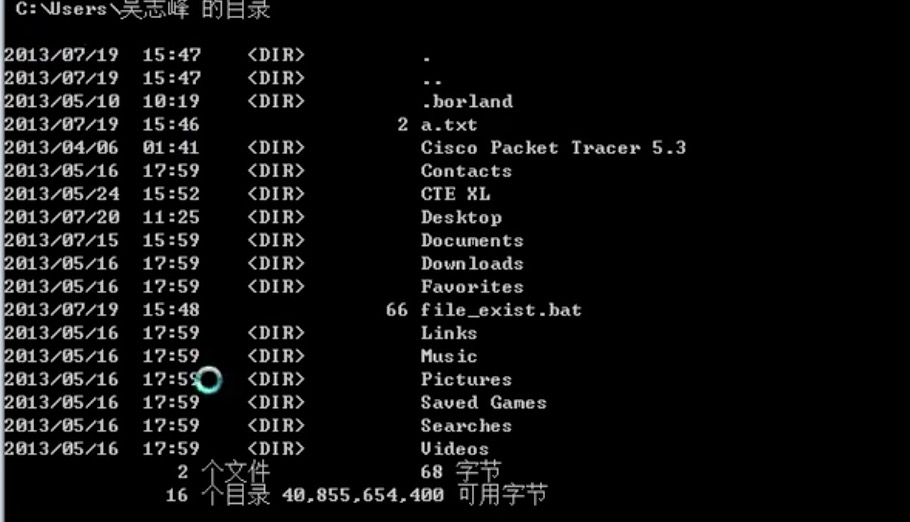 C:\Users\吴志峰 的目录
2013/07/19  15:47    <DIR>          .
2013/07/19  15:47    <DIR>          ..
2013/05/10  10:19    <DIR>          .borland
2013/07/19  15:46                 2 a.txt
2013/04/06  01:41    <DIR>          Cisco Packet Tracer 5.3
2013/05/16  17:59    <DIR>          Contacts
2013/05/24  15:52    <DIR>          CTE XL
2013/07/20  11:25    <DIR>          Desktop
2013/07/15  15:59    <DIR>          Documents
2013/05/16  17:59    <DIR>          Downloads
2013/05/16  17:59    <DIR>          Favorites
2013/07/19  15:48                66 file_exist.bat
2013/05/16  17:59    <DIR>          Links
2013/05/16  17:59    <DIR>          Music
2013/05/16  17:59    <DIR>          Pictures
2013/05/16  17:59    <DIR>          Saved Games
2013/05/16  17:59    <DIR>          Searches
2013/05/16  17:59    <DIR>          Videos
2 个文件             68 字节
16 个目录 40,855,654,400 可用字节